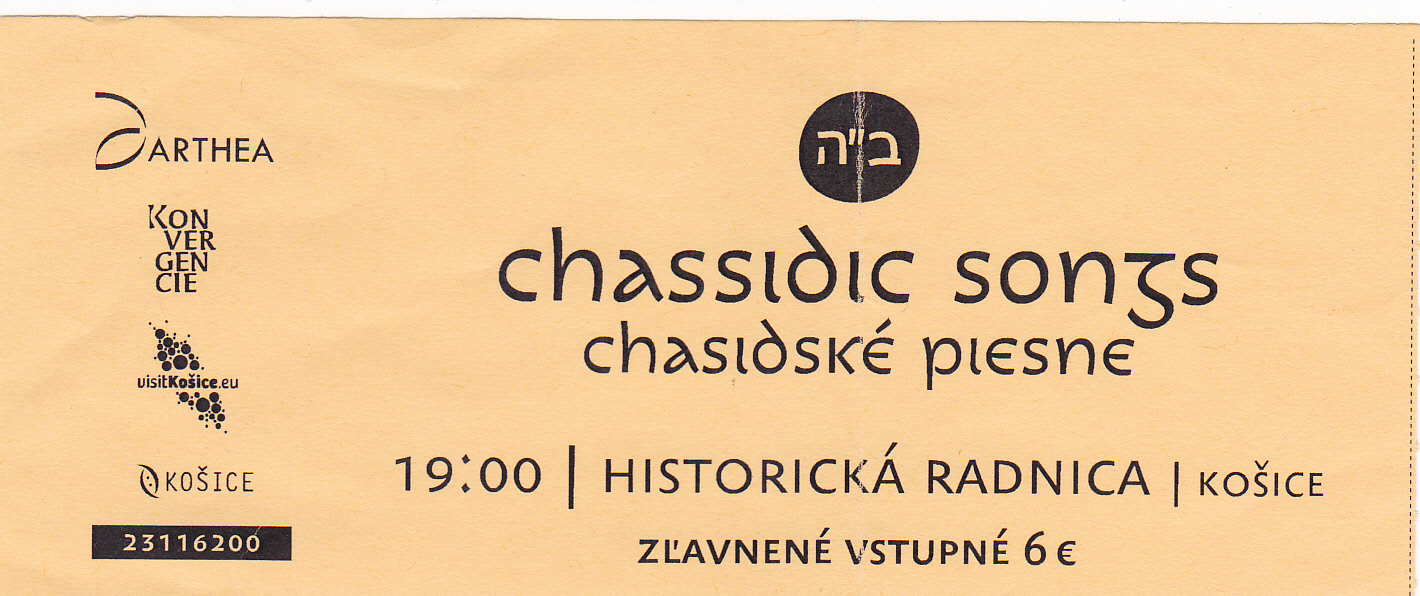 ARTHEA
KON
VER
GEN
CIE
visitKošice.eu
KOŠICE
23116200
ב"ה
chassidic songs
chasidské piesne
19:00 | HISTORICKÁ RADNICA | KOŠICE
ZĽAVNENÉ VSTUPNÉ 6 €